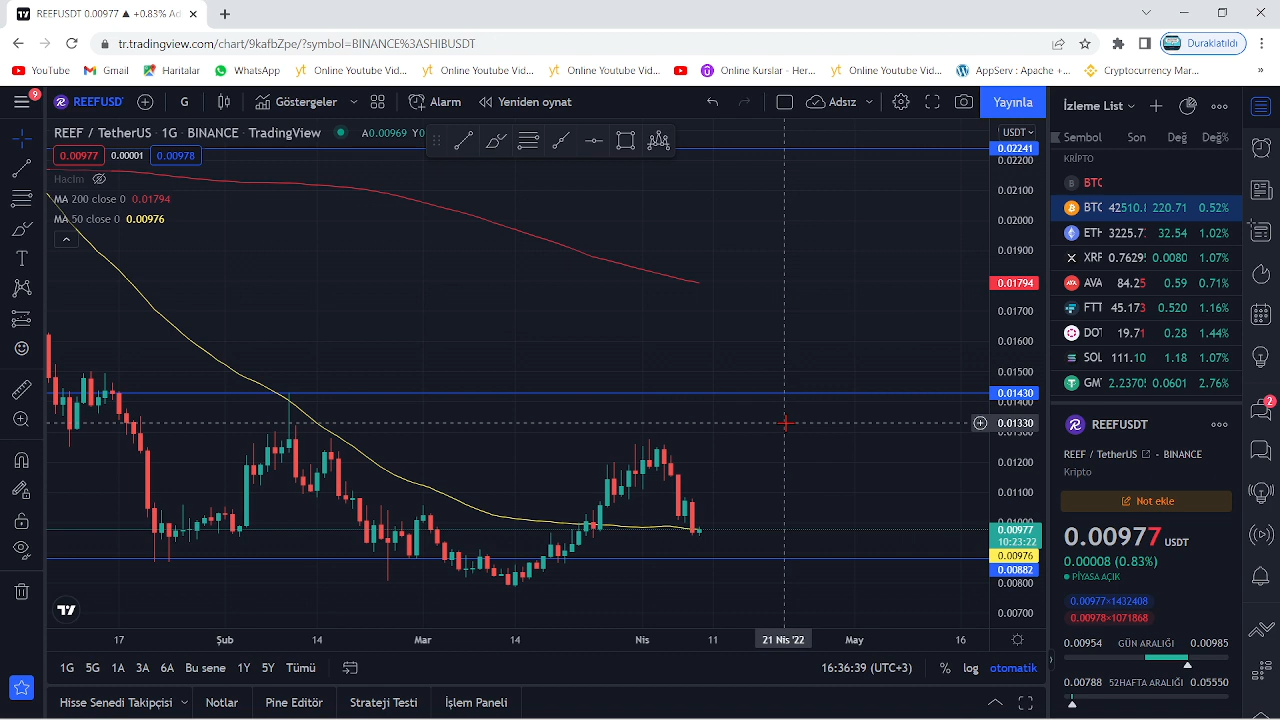 REEFUSDT 0.00977 ▲ +0.83% Ad
tr.tradingview.com/chart/9kafbZpe/?symbol=BINANCE%3ASHIBUSDT
Duraklatıldı
YouTube
Gmail
Haritalar
WhatsApp
Online Youtube Vid...
Online Youtube Vid...
Online Youtube Vid...
Online Kurslar - Her...
Online Youtube Vid...
AppServ : Apache +...
Cryptocurrency Mar...
»
9
REEFUSD
G
Göstergeler
Alarm
Yeniden oynat
Adsız
Yayınla
İzleme List
REEF / TetherUS · 1G · BINANCE · TradingView
A0.00969
0.00977
0.00001
0.00978
Hacim
MA 200 close 0 0.01794
MA 50 close 0 0.00976
USDT
0.02241
0.02200
0.02100
0.02000
0.01900
0.01794
0.01700
0.01600
0.01500
0.01430
0.01400
0.01330
0.01200
0.01100
0.00977
10:23:22
0.00976
0.00882
0.00800
0.00700
17
Şub
14
Mar
14
Nis
11
21 Nis '22
May
16
1G
5G
1A
3A
6A
Bu sene
1Y
5Y
Tümü
16:36:39 (UTC+3)
%
log
otomatik
Hisse Senedi Takipçisi
Notlar
Pine Editör
Strateji Testi
İşlem Paneli
Sembol Son Değ Değ%
KRİPTO
BTC
BTC 42510. 220.71 0.52%
ETH 3225.7 32.54 1.02%
XRP 0.7629 0.0080 1.07%
AVA 84.25 0.59 0.71%
FTT 45.173 0.520 1.16%
DOT 19.71 0.28 1.44%
SOL 111.10 1.18 1.07%
GMT 2.2370 0.0601 2.76%
REEFUSDT
REEF / TetherUS - BINANCE
Kripto
Not ekle
0.00977 USDT
0.00008 (0.83%)
PİYASA AÇIK
0.00977×1432408
0.00978×1071868
0.00954 GÜN ARALIĞI 0.00985
0.00788 52HAFTA ARALIĞI 0.05550
2